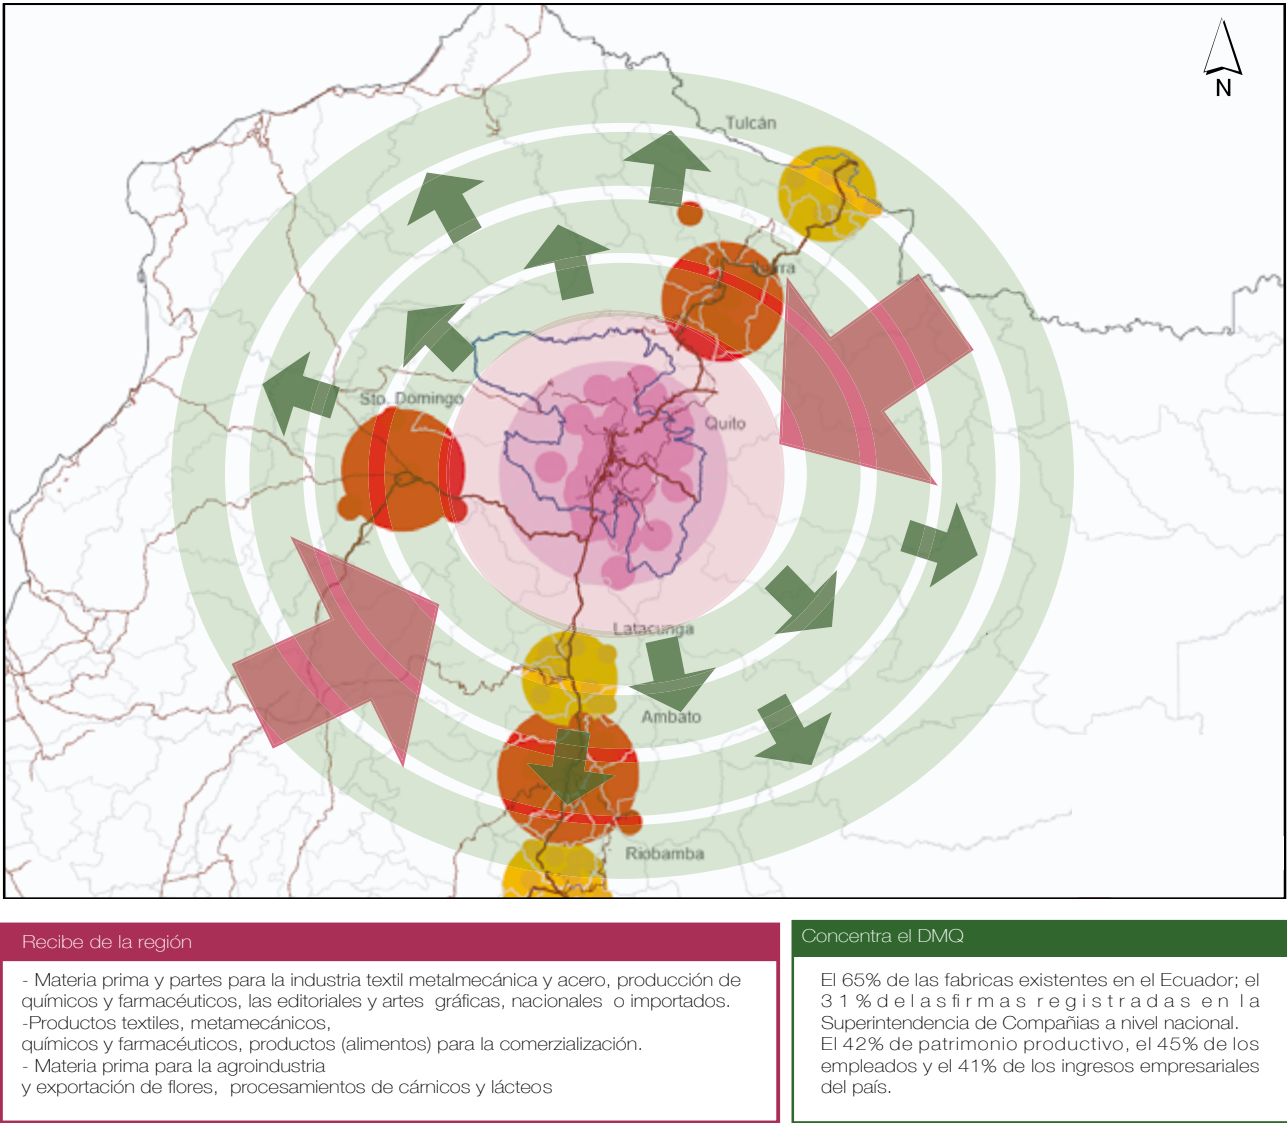 N
Tulcán
Ibarra
Sto. Domingo
Quito
Latacunga
Ambato
Riobamba
Recibe de la región
- Materia prima y partes para la industria textil metalmecánica y acero, producción de
químicos y farmacéuticos, las editoriales y artes gráficas, nacionales o importados.
-Productos textiles, metamecánicos,
químicos y farmacéuticos, productos (alimentos) para la comerzialización.
- Materia prima para la agroindustria
y exportación de flores, procesamientos de cárnicos y lácteos
Concentra el DMQ
El 65% de las fabricas existentes en el Ecuador; el
31% de las firmas registradas en la
Superintendencia de Compañias a nivel nacional.
El 42% de patrimonio productivo, el 45% de los
empleados y el 41% de los ingresos empresariales
del país.